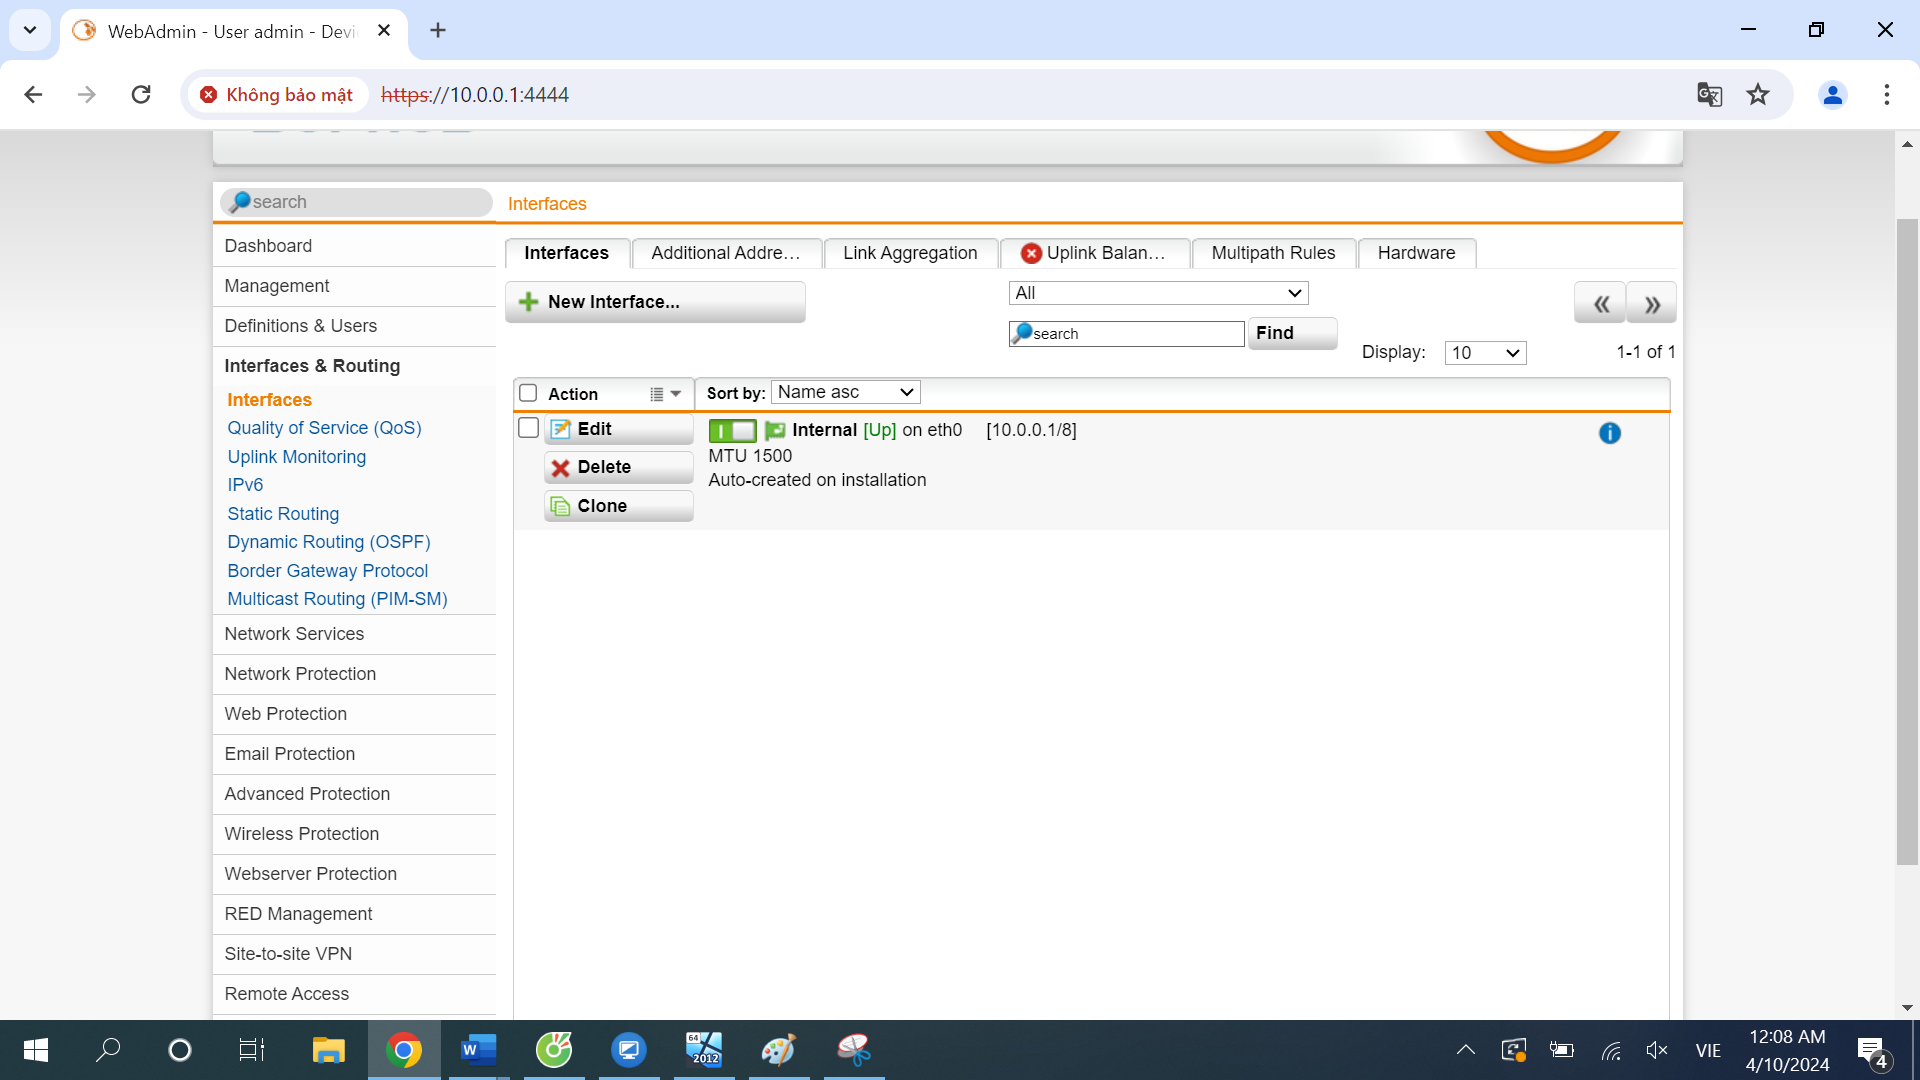 WebAdmin - User admin - Devi
Không bảo mật
https://10.0.0.1:4444
search
Interfaces
Dashboard
Management
Definitions & Users
Interfaces & Routing
Interfaces
Quality of Service (QoS)
Uplink Monitoring
IPv6
Static Routing
Dynamic Routing (OSPF)
Border Gateway Protocol
Multicast Routing (PIM-SM)
Network Services
Network Protection
Web Protection
Email Protection
Advanced Protection
Wireless Protection
Webserver Protection
RED Management
Site-to-site VPN
Remote Access
Interfaces
Additional Addre…
Link Aggregation
Uplink Balan…
Multipath Rules
Hardware
New Interface...
All
search
Find
Display:
10
1-1 of 1
Action
Sort by:
Name asc
Edit
Delete
Clone
Internal [Up] on eth0 [10.0.0.1/8]
MTU 1500
Auto-created on installation
W
64
2012
VIE
12:08 AM
4/10/2024
4